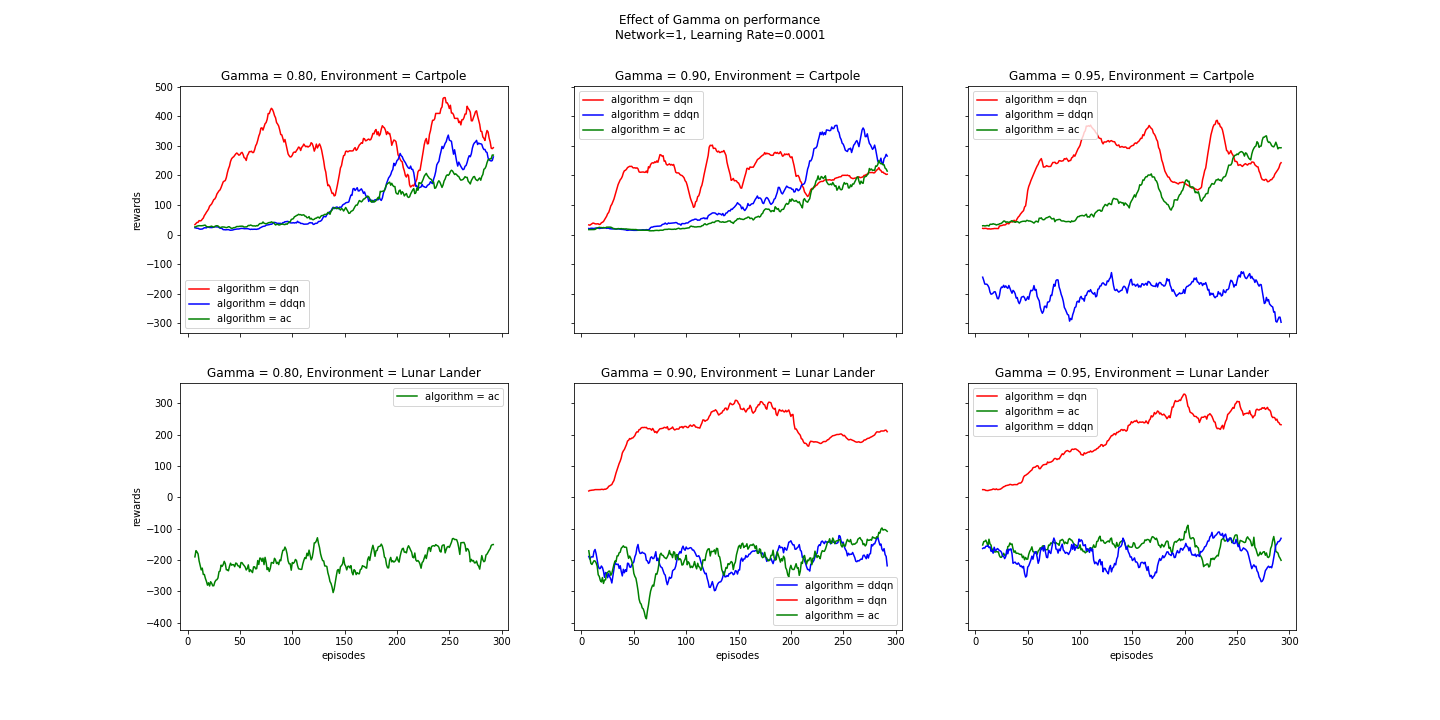 Effect of Gamma on performance
Network=1, Learning Rate=0.0001
Gamma = 0.80, Environment = Cartpole
500
400
300
200
100
0
−100
−200
−300
rewards
algorithm = dqn
algorithm = ddqn
algorithm = ac
Gamma = 0.90, Environment = Cartpole
algorithm = dqn
algorithm = ddqn
algorithm = ac
Gamma = 0.95, Environment = Cartpole
algorithm = dqn
algorithm = ddqn
algorithm = ac
Gamma = 0.80, Environment = Lunar Lander
algorithm = ac
300
200
100
0
−100
−200
−300
−400
rewards
0 50 100 150 200 250 300
episodes
Gamma = 0.90, Environment = Lunar Lander
algorithm = ddqn
algorithm = dqn
algorithm = ac
0 50 100 150 200 250 300
episodes
Gamma = 0.95, Environment = Lunar Lander
algorithm = dqn
algorithm = ac
algorithm = ddqn
0 50 100 150 200 250 300
episodes